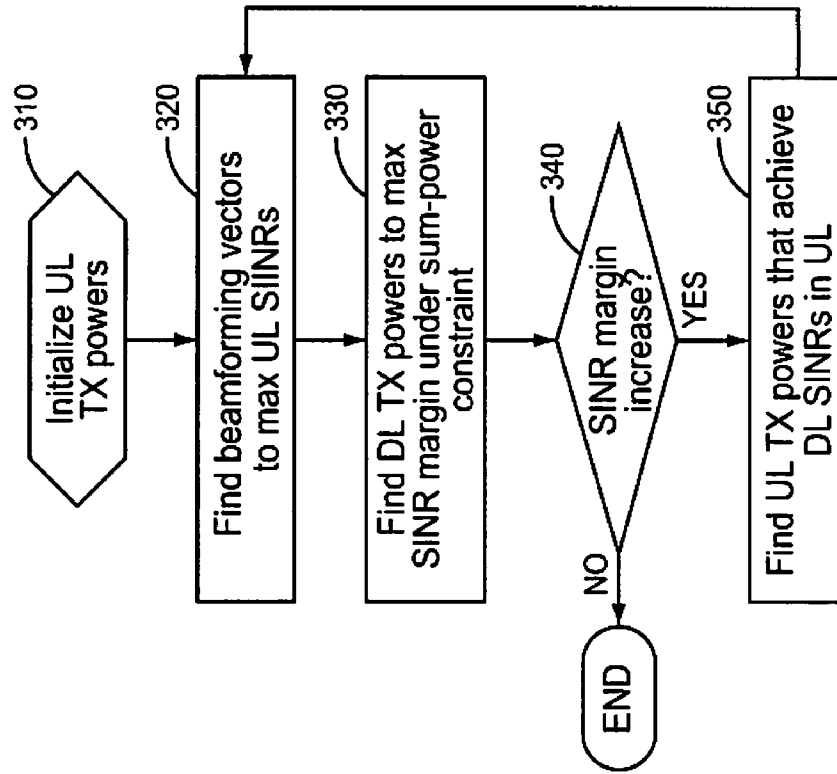 310
Initialize UL
TX powers
320
Find beamforming vectors
to max UL SIINRs
330
Find DL TX powers to max
SINR margin under sum-power
constraint
340
SINR margin
increase?
NO
END
YES
350
Find UL TX powers that achieve
DL SINRs in UL